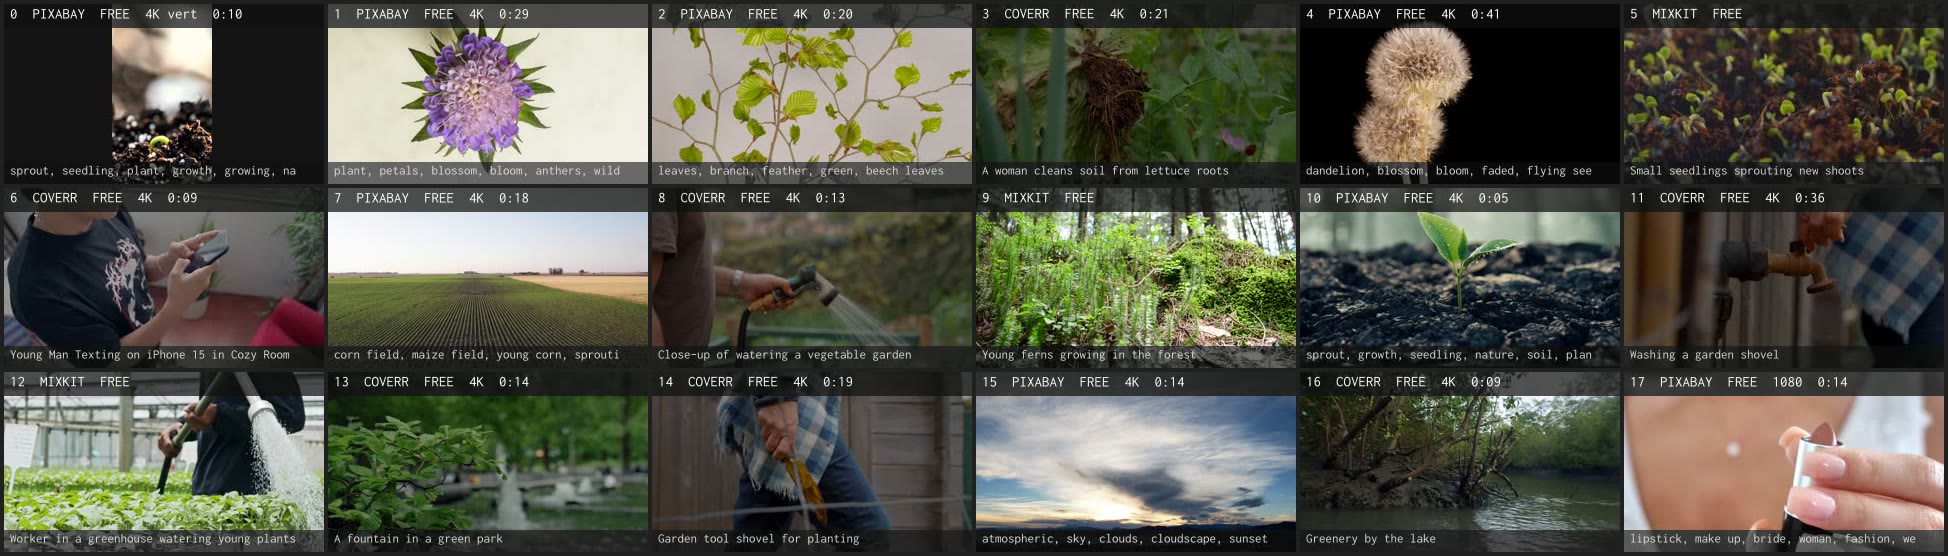 0 PIXABAY FREE 4K vert 0:10
sprout, seedling, plant, growth, growing, na
1 PIXABAY FREE 4K 0:29
plant, petals, blossom, bloom, anthers, wild
2 PIXABAY FREE 4K 0:20
leaves, branch, feather, green, beech leaves
3 COVERR FREE 4K 0:21
A woman cleans soil from lettuce roots
4 PIXABAY FREE 4K 0:41
dandelion, blossom, bloom, faded, flying see
5 MIXKIT FREE
Small seedlings sprouting new shoots
6 COVERR FREE 4K 0:09
Young Man Texting on iPhone 15 in Cozy Room
7 PIXABAY FREE 4K 0:18
corn field, maize field, young corn, sprouti
8 COVERR FREE 4K 0:13
Close-up of watering a vegetable garden
9 MIXKIT FREE
Young ferns growing in the forest
10 PIXABAY FREE 4K 0:05
sprout, growth, seedling, nature, soil, plan
11 COVERR FREE 4K 0:36
Washing a garden shovel
12 MIXKIT FREE
Worker in a greenhouse watering young plants
13 COVERR FREE 4K 0:14
A fountain in a green park
14 COVERR FREE 4K 0:19
Garden tool shovel for planting
15 PIXABAY FREE 4K 0:14
atmospheric, sky, clouds, cloudscape, sunset
16 COVERR FREE 4K 0:09
Greenery by the lake
17 PIXABAY FREE 1080 0:14
lipstick, make up, bride, woman, fashion, we